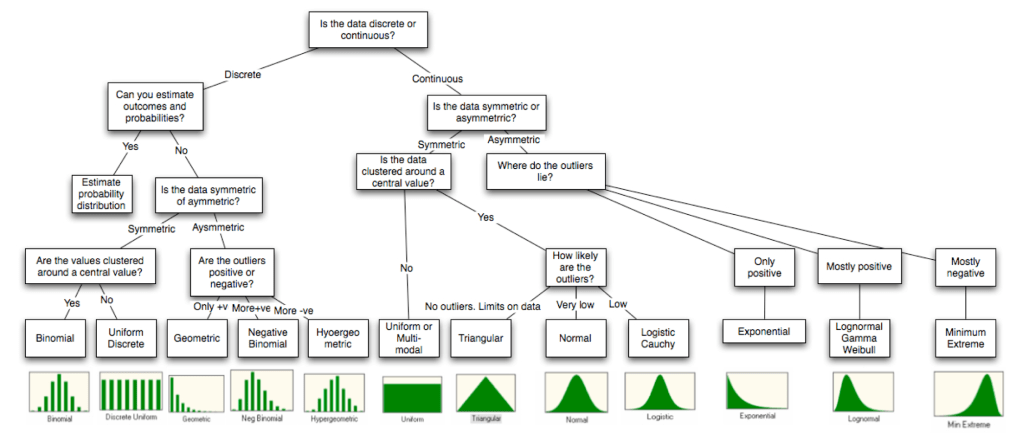 Is the data discrete or
continuous?
Discrete
Continuous
Can you estimate
outcomes and
probabilities?
Is the data symmetric or
asymmetrric?
Yes
No
Symmetric
Asymmetric
Estimate
probability
distribution
Is the data symmetric
of aymmetric?
Is the data
clustered around a
central value?
Where do the outliers
lie?
Symmetric
Aysmmetric
Yes
No
Are the values clustered
around a central value?
Are the outliers
positive or
negative?
How likely
are the
outliers?
Only
positive
Mostly positive
Mostly
negative
Yes
No
Only +v
More+ve
More -ve
No outliers. Limits on data
Very low
Low
Binomial
Uniform
Discrete
Geometric
Negative
Binomial
Hyoergeo
metric
Uniform or
Multi-
modal
Triangular
Normal
Logistic
Cauchy
Exponential
Lognormal
Gamma
Weibull
Minimum
Extreme
Binomial
Discrete Uniform
Geometric
Neg Binomial
Hypergeometric
Uniform
Triangular
Normal
Logistic
Exponential
Lognomal
Min Extreme